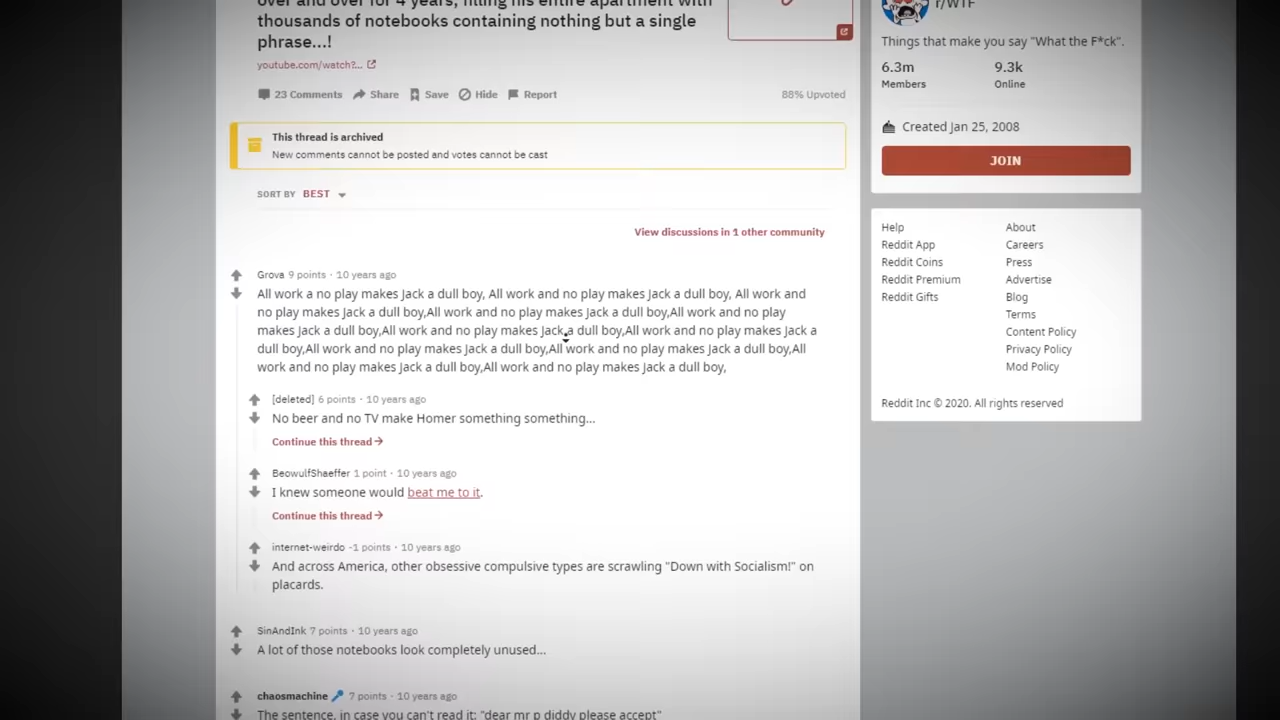 over and over for 4 years, filling his entire apartment with
thousands of notebooks containing nothing but a single
phrase...!
youtube.com/watch?...
23 Comments Share Save Hide Report 88% Upvoted
This thread is archived
New comments cannot be posted and votes cannot be cast
SORT BY BEST
View discussions in 1 other community
Grova 9 points · 10 years ago
All work a no play makes Jack a dull boy, All work and no play makes Jack a dull boy, All work and
no play makes Jack a dull boy,All work and no play makes Jack a dull boy,All work and no play
makes Jack a dull boy,All work and no play makes Jack a dull boy,All work and no play makes Jack a
dull boy,All work and no play makes Jack a dull boy,All work and no play makes Jack a dull boy,All
work and no play makes Jack a dull boy,All work and no play makes Jack a dull boy,
[deleted] 6 points · 10 years ago
No beer and no TV make Homer something something...
Continue this thread
BeowulfShaeffer 1 point · 10 years ago
I knew someone would beat me to it.
Continue this thread
internet-weirdo -1 points · 10 years ago
And across America, other obsessive compulsive types are scrawling "Down with Socialism!" on
placards.
SinAndInk 7 points · 10 years ago
A lot of those notebooks look completely unused...
chaosmachine 7 points · 10 years ago
The sentence, in case you can't read it: "dear mr p diddy please accept"
r/WTF
Things that make you say "What the F*ck".
6.3m 9.3k
Members Online
Created Jan 25, 2008
JOIN
Help About
Reddit App Careers
Reddit Coins Press
Reddit Premium Advertise
Reddit Gifts Blog
Terms
Content Policy
Privacy Policy
Mod Policy
Reddit Inc © 2020. All rights reserved